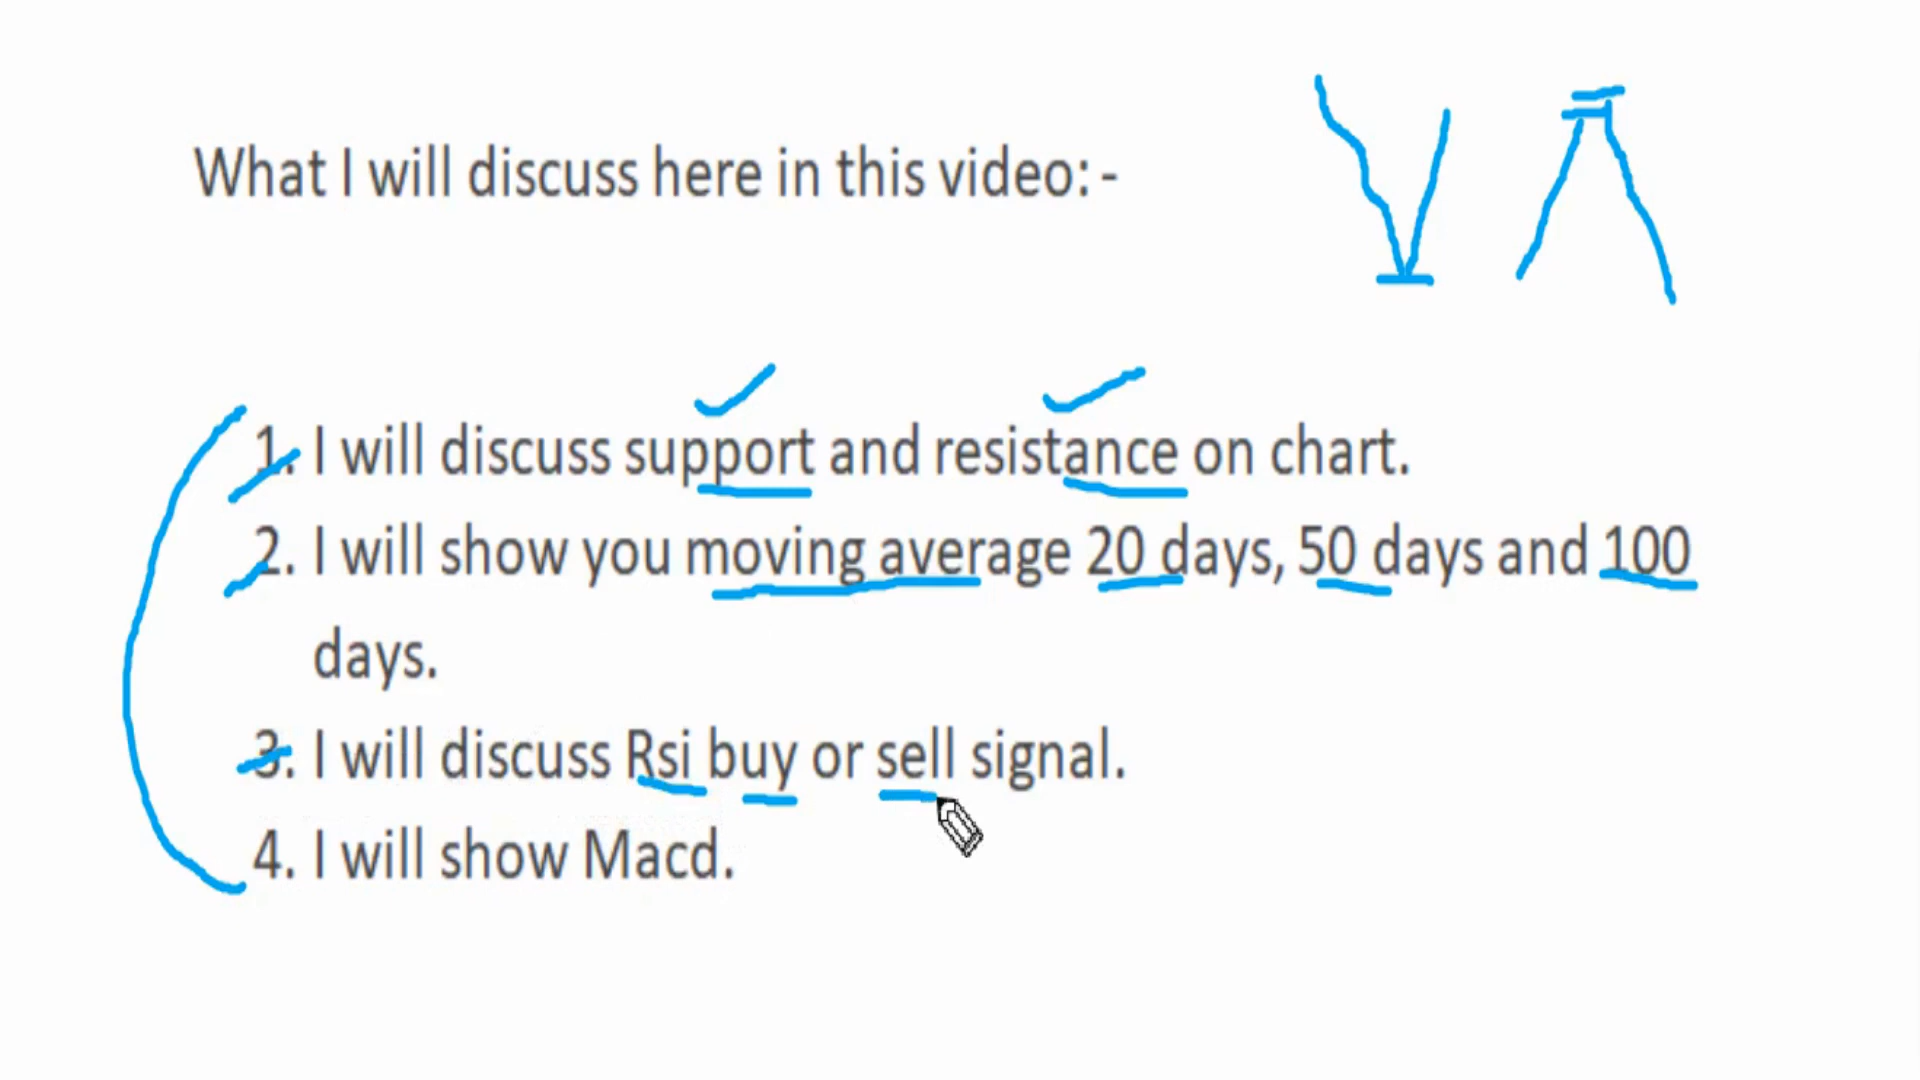 What I will discuss here in this video: -
1. I will discuss support and resistance on chart.
2. I will show you moving average 20 days, 50 days and 100
days.
3. I will discuss Rsi buy or sell signal.
4. I will show Macd.